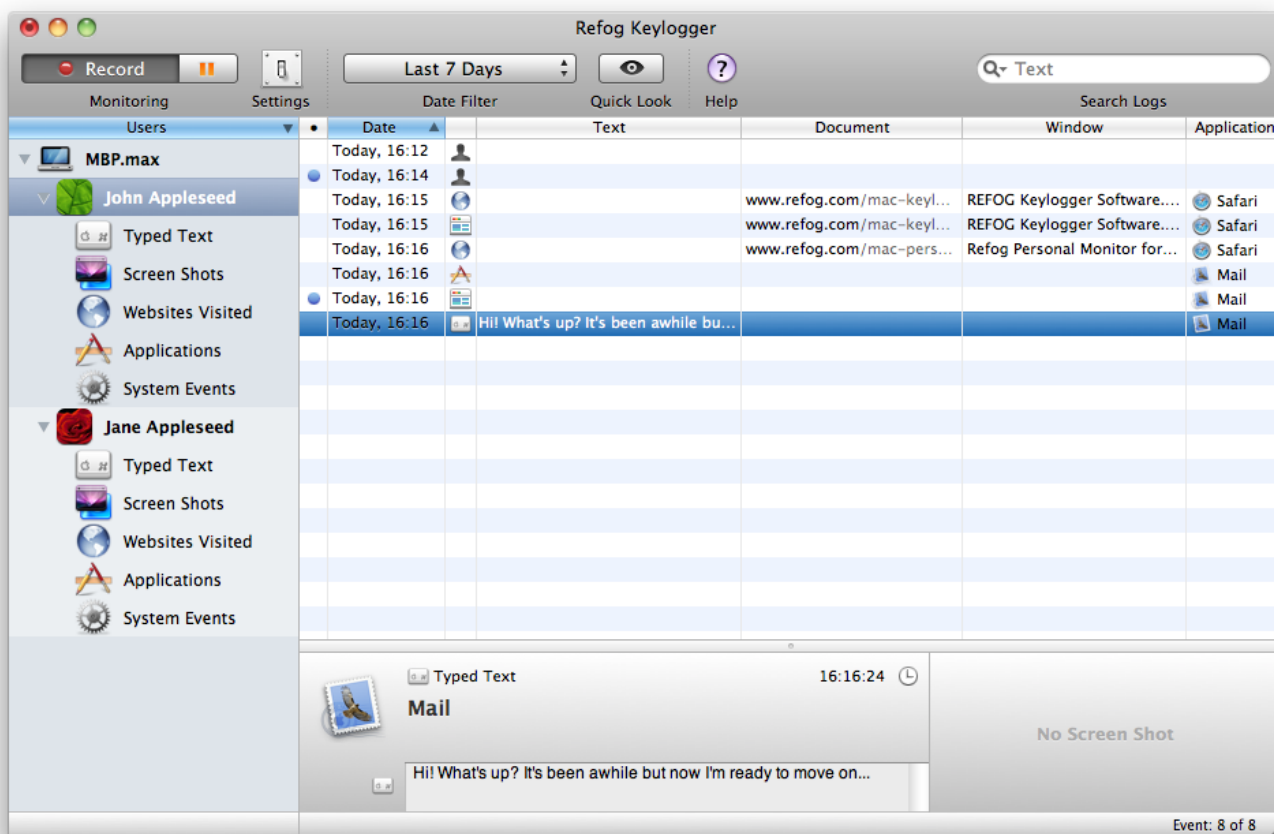 Refog Keylogger
Record Last 7 Days ? Text
Monitoring Settings Date Filter Quick Look Help Search Logs
Users • Date Text Document Window Application
MBP.max
John Appleseed
Typed Text
Screen Shots
Websites Visited
Applications
System Events
Jane Appleseed
Typed Text
Screen Shots
Websites Visited
Applications
System Events
Today, 16:12
Today, 16:14
Today, 16:15 www.refog.com/mac-keyl... REFOG Keylogger Software.... Safari
Today, 16:15 www.refog.com/mac-keyl... REFOG Keylogger Software.... Safari
Today, 16:16 www.refog.com/mac-pers... Refog Personal Monitor for... Safari
Today, 16:16 Mail
Today, 16:16 Mail
Today, 16:16 Hi! What's up? It's been awhile bu... Mail
Typed Text 16:16:24
Mail
No Screen Shot
Hi! What's up? It's been awhile but now I'm ready to move on...
Event: 8 of 8